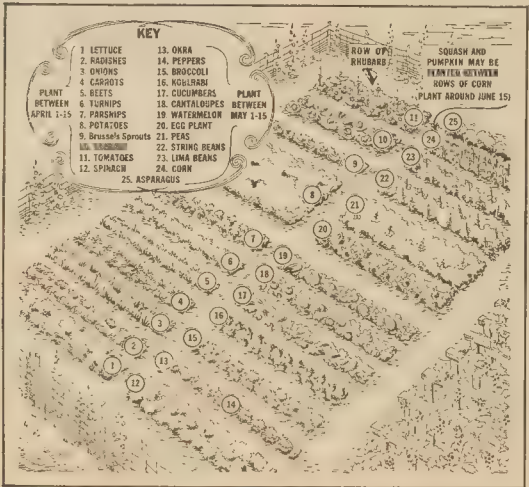 KEY
1 LETTUCE
2. RADISHES
3 ONIONS
4 CARROTS
5. BEETS
6 TURNIPS
7. PARSNIPS
8. POTATOES
9. Brussels Sprouts
11. TOMATOES
12. SPINACH
13. OKRA
14. PEPPERS
15. BROCCOLI
16. KOHLRABI
17. CUCUMBERS
18. CANTALOUPES
19. WATERMELON
20. EGG PLANT
21. PEAS
22. STRING BEANS
23. LIMA BEANS
24. CORN
25. ASPARAGUS
PLANT
BETWEEN
APRIL 1-15
PLANT
BETWEEN
MAY 1-15
ROW OF
RHUBARB
SQUASH AND
PUMPKIN MAY BE
PLANTED BETWEEN
ROWS OF CORN
PLANT AROUND JUNE 15)
11
25
10
24
23
9
22
8
21
20
7
19
6
18
5
17
4
16
3
15
2
13
1
12
14